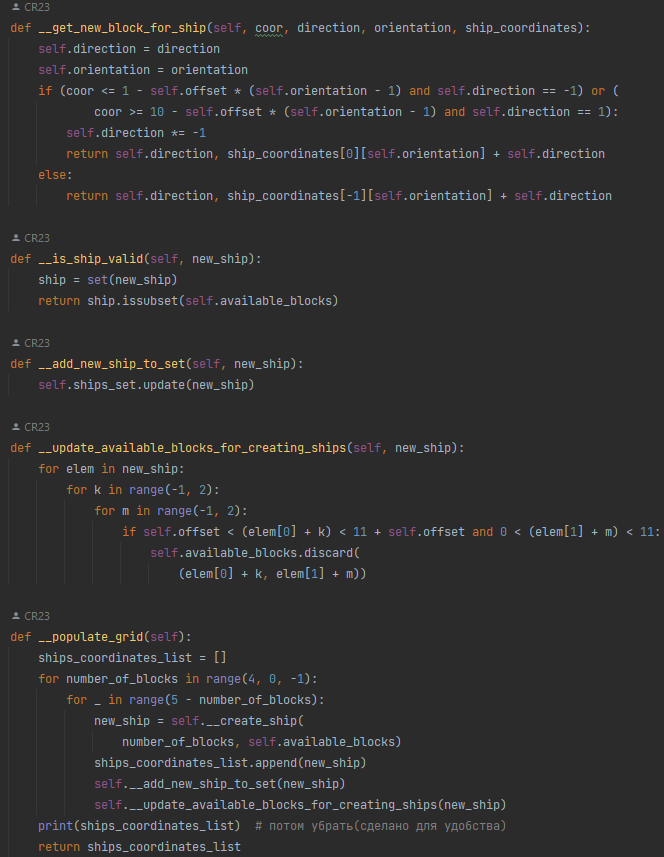 CR23
def __get_new_block_for_ship(self, coor, direction, orientation, ship_coordinates):
    self.direction = direction
    self.orientation = orientation
    if (coor <= 1 - self.offset * (self.orientation - 1) and self.direction == -1) or (
            coor >= 10 - self.offset * (self.orientation - 1) and self.direction == 1):
        self.direction *= -1
        return self.direction, ship_coordinates[0][self.orientation] + self.direction
    else:
        return self.direction, ship_coordinates[-1][self.orientation] + self.direction
CR23
def __is_ship_valid(self, new_ship):
    ship = set(new_ship)
    return ship.issubset(self.available_blocks)
CR23
def __add_new_ship_to_set(self, new_ship):
    self.ships_set.update(new_ship)
CR23
def __update_available_blocks_for_creating_ships(self, new_ship):
    for elem in new_ship:
        for k in range(-1, 2):
            for m in range(-1, 2):
                if self.offset < (elem[0] + k) < 11 + self.offset and 0 < (elem[1] + m) < 11:
                    self.available_blocks.discard(
                        (elem[0] + k, elem[1] + m))
CR23
def __populate_grid(self):
    ships_coordinates_list = []
    for number_of_blocks in range(4, 0, -1):
        for _ in range(5 - number_of_blocks):
            new_ship = self.__create_ship(
                number_of_blocks, self.available_blocks)
            ships_coordinates_list.append(new_ship)
            self.__add_new_ship_to_set(new_ship)
            self.__update_available_blocks_for_creating_ships(new_ship)
    print(ships_coordinates_list)  # потом убрать(сделано для удобства)
    return ships_coordinates_list